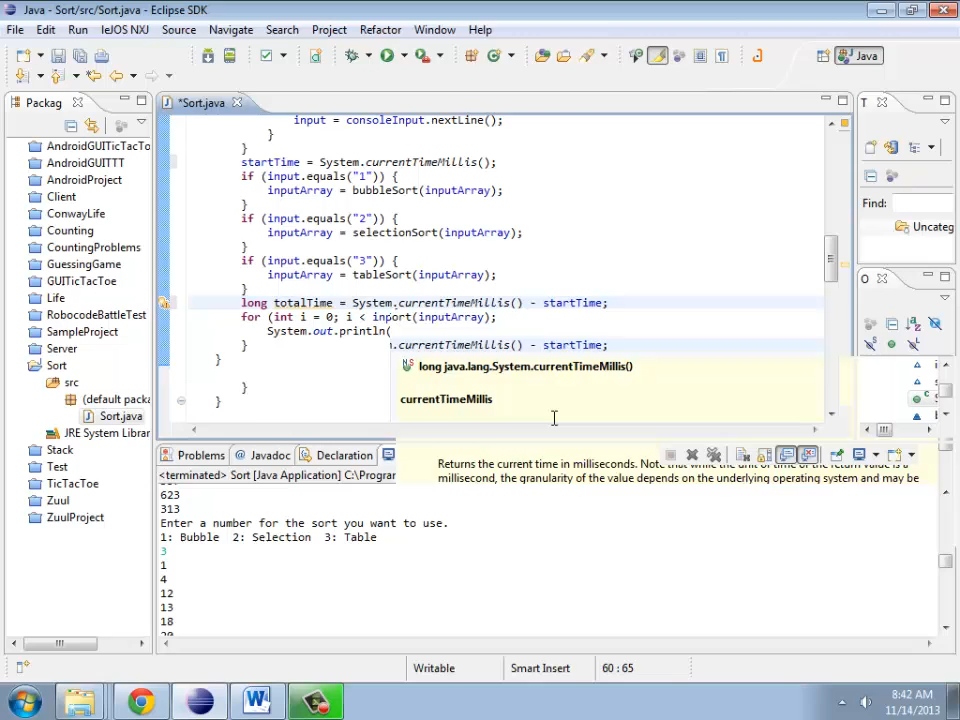 Java - Sort/src/Sort.java - Eclipse SDK
File Edit Run leJOS NXJ Source Navigate Search Project Refactor Window Help
Java
Packag
*Sort.java
T
AndroidGUITicTacTo
AndroidGUITTT
AndroidProject
Client
ConwayLife
Counting
CountingProblems
GuessingGame
GUITicTacToe
Life
RobocodeBattleTest
SampleProject
Server
Sort
src
(default packa
Sort.java
JRE System Librar
Stack
Test
TicTacToe
Zuul
ZuulProject
input = consoleInput.nextLine();
}
}
startTime = System.currentTimeMillis();
if (input.equals("1")) {
inputArray = bubbleSort(inputArray);
}
if (input.equals("2")) {
inputArray = selectionSort(inputArray);
}
if (input.equals("3")) {
inputArray = tableSort(inputArray);
}
long totalTime = System.currentTimeMillis() - startTime;
for (int i = 0; i < (inputArray);
System.out.println(
}
.currentTimeMillis() - startTime;
}
}
}
long java.lang.System.currentTimeMillis()
currentTimeMillis
Returns the current time in milliseconds. Note that while the unit of time of the return value is a
millisecond, the granularity of the value depends on the underlying operating system and may be
Find:
Uncateg
O
Problems @ Javadoc Declaration
<terminated> Sort [Java Application] C:\Prograr
623
313
Enter a number for the sort you want to use.
1: Bubble 2: Selection 3: Table
3
1
4
12
13
18
Writable Smart Insert 60 : 65
8:42 AM
11/14/2013